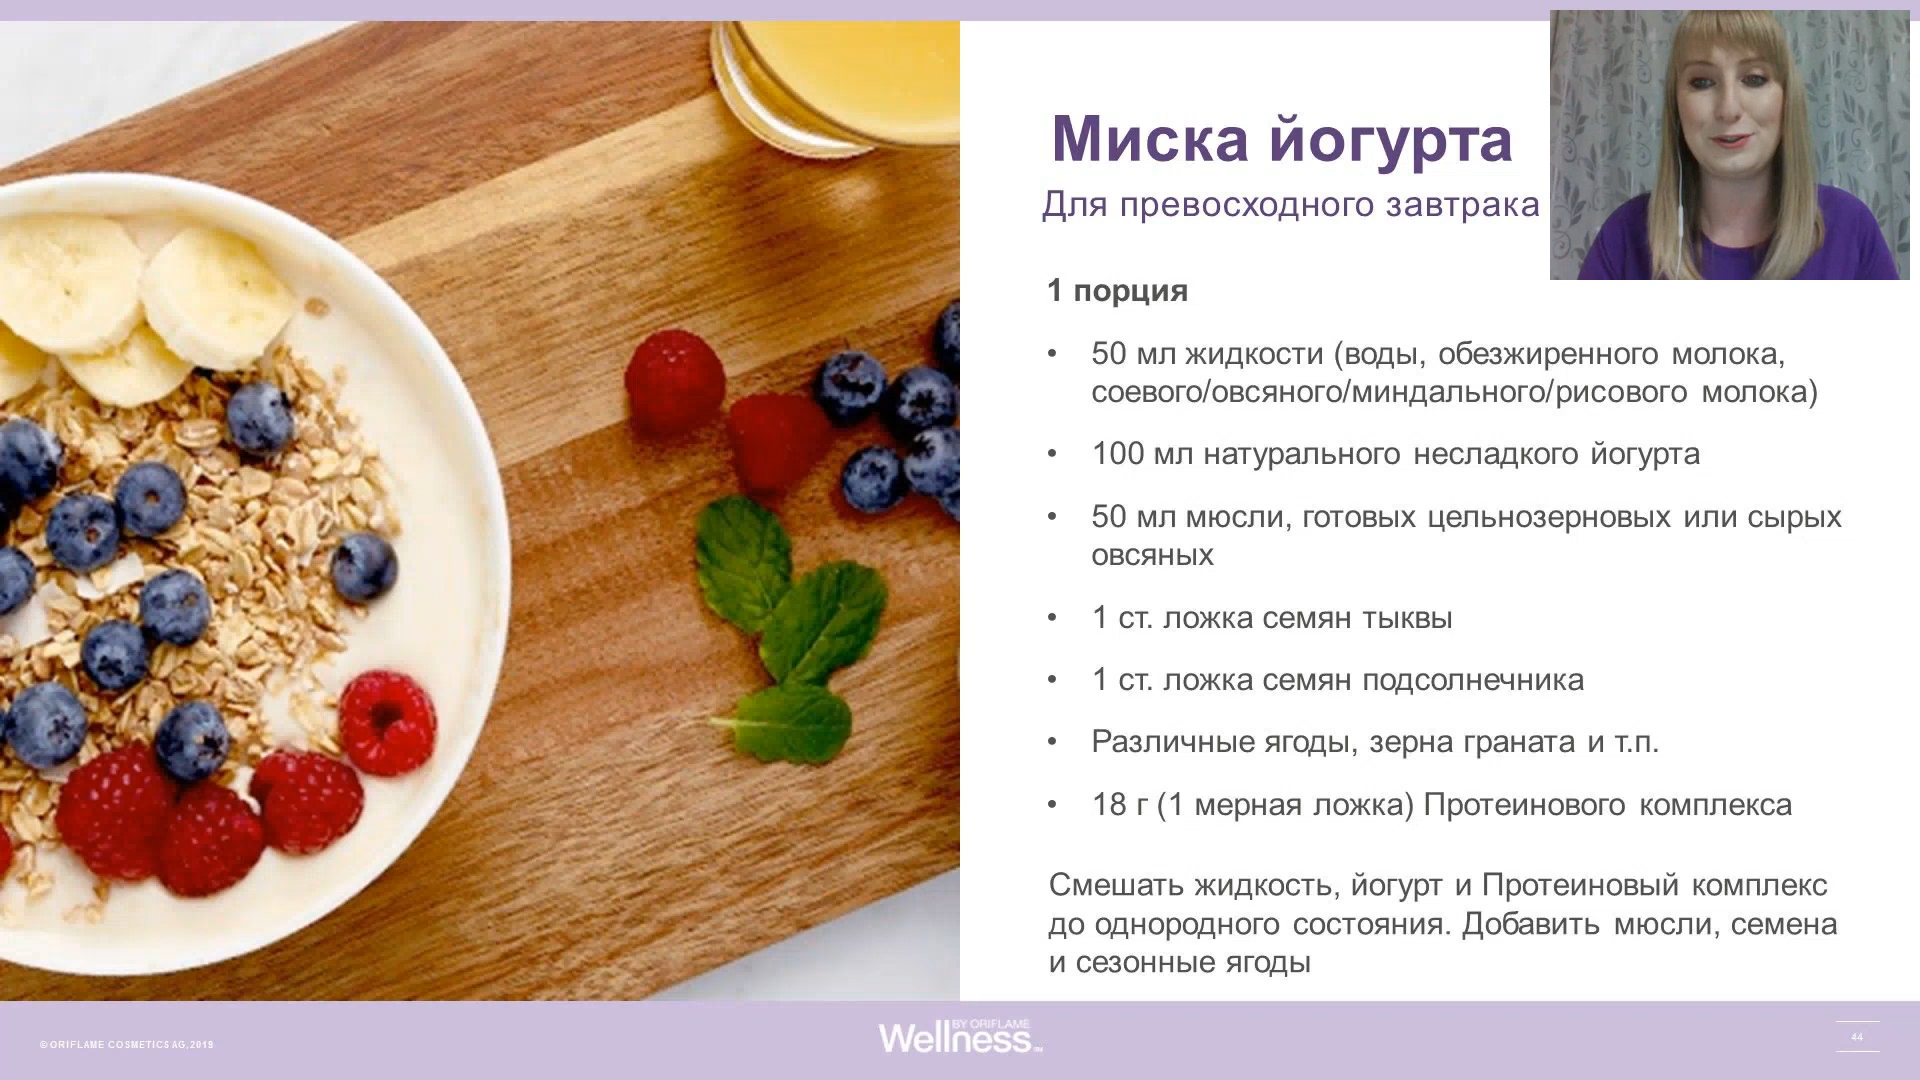 Миска йогурта
Для превосходного завтрака
1 порция
• 50 мл жидкости (воды, обезжиренного молока,
соевого/овсяного/миндального/рисового молока)
• 100 мл натурального несладкого йогурта
• 50 мл мюсли, готовых цельнозерновых или сырых
овсяных
• 1 ст. ложка семян тыквы
• 1 ст. ложка семян подсолнечника
• Различные ягоды, зерна граната и т.п.
• 18 г (1 мерная ложка) Протеинового комплекса
Смешать жидкость, йогурт и Протеиновый комплекс
до однородного состояния. Добавить мюсли, семена
и сезонные ягоды
© ORIFLAME COSMETICS AG, 2019
BY ORIFLAME
Wellness
44